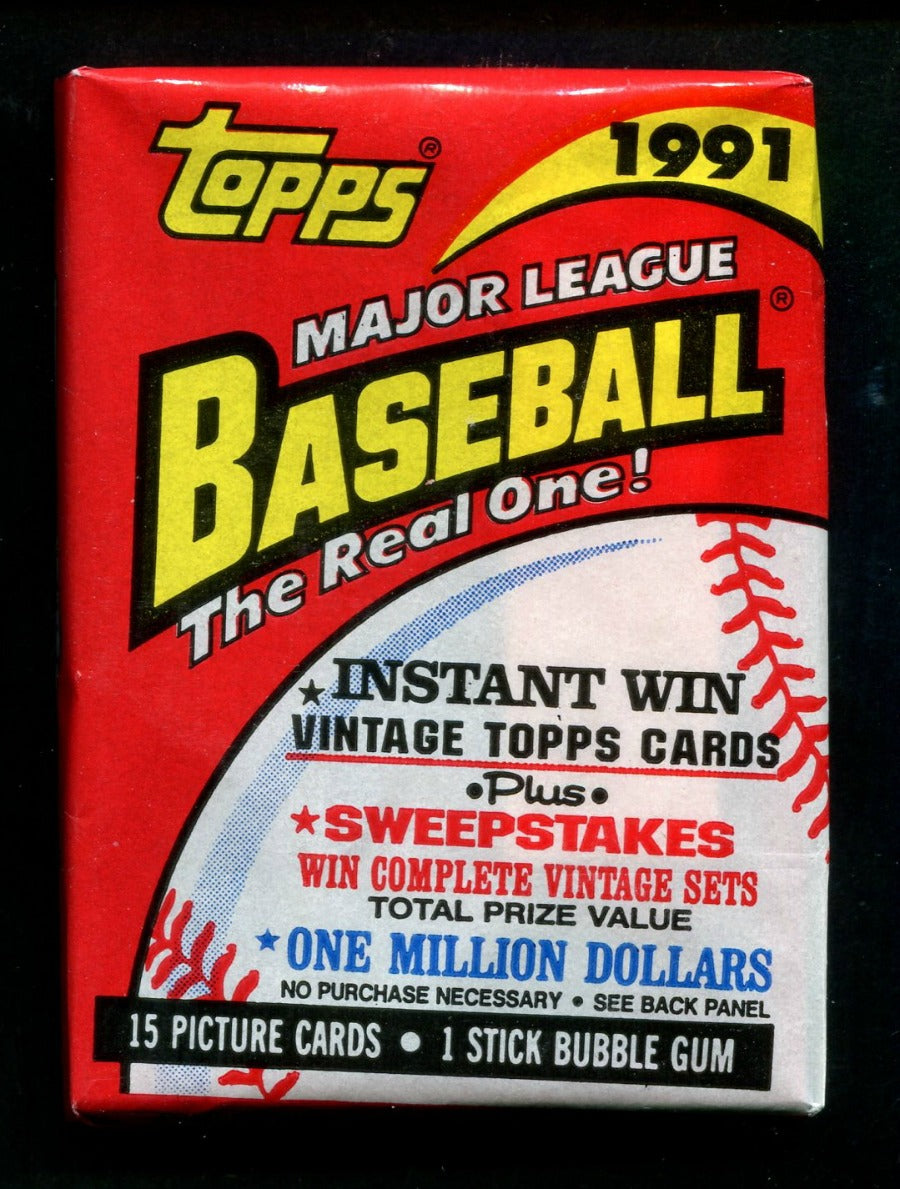 Topps®
1991
MAJOR LEAGUE
BASEBALL®
The Real One!
★INSTANT WIN
VINTAGE TOPPS CARDS
•Plus•
★SWEEPSTAKES
WIN COMPLETE VINTAGE SETS
TOTAL PRIZE VALUE
★ONE MILLION DOLLARS
NO PURCHASE NECESSARY • SEE BACK PANEL
15 PICTURE CARDS • 1 STICK BUBBLE GUM